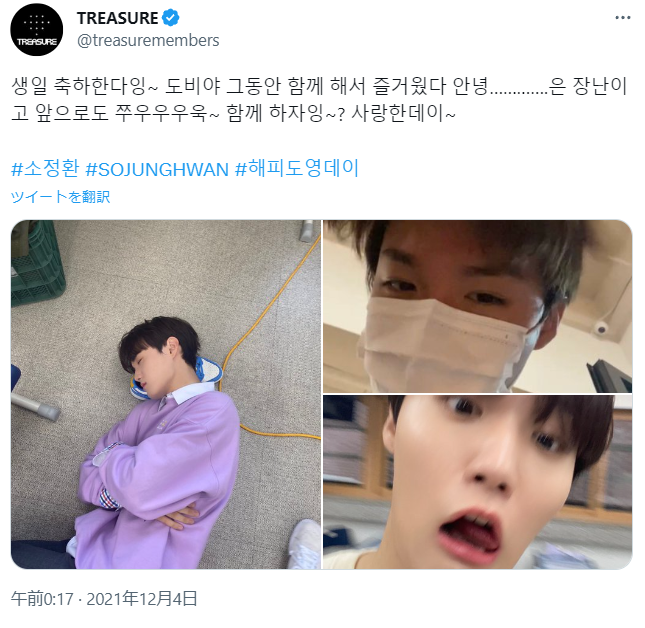 TREASURE
TREASURE
@treasuremembers
생일 축하한다잉~ 도비야 그동안 함께 해서 즐거웠다 안녕.............은 장난이
고 앞으로도 쭈우우우욱~ 함께 하자잉~? 사랑한데이~
#소정환 #SOJUNGHWAN #해피도영데이
ツイートを翻訳
午前0:17 · 2021年12月4日